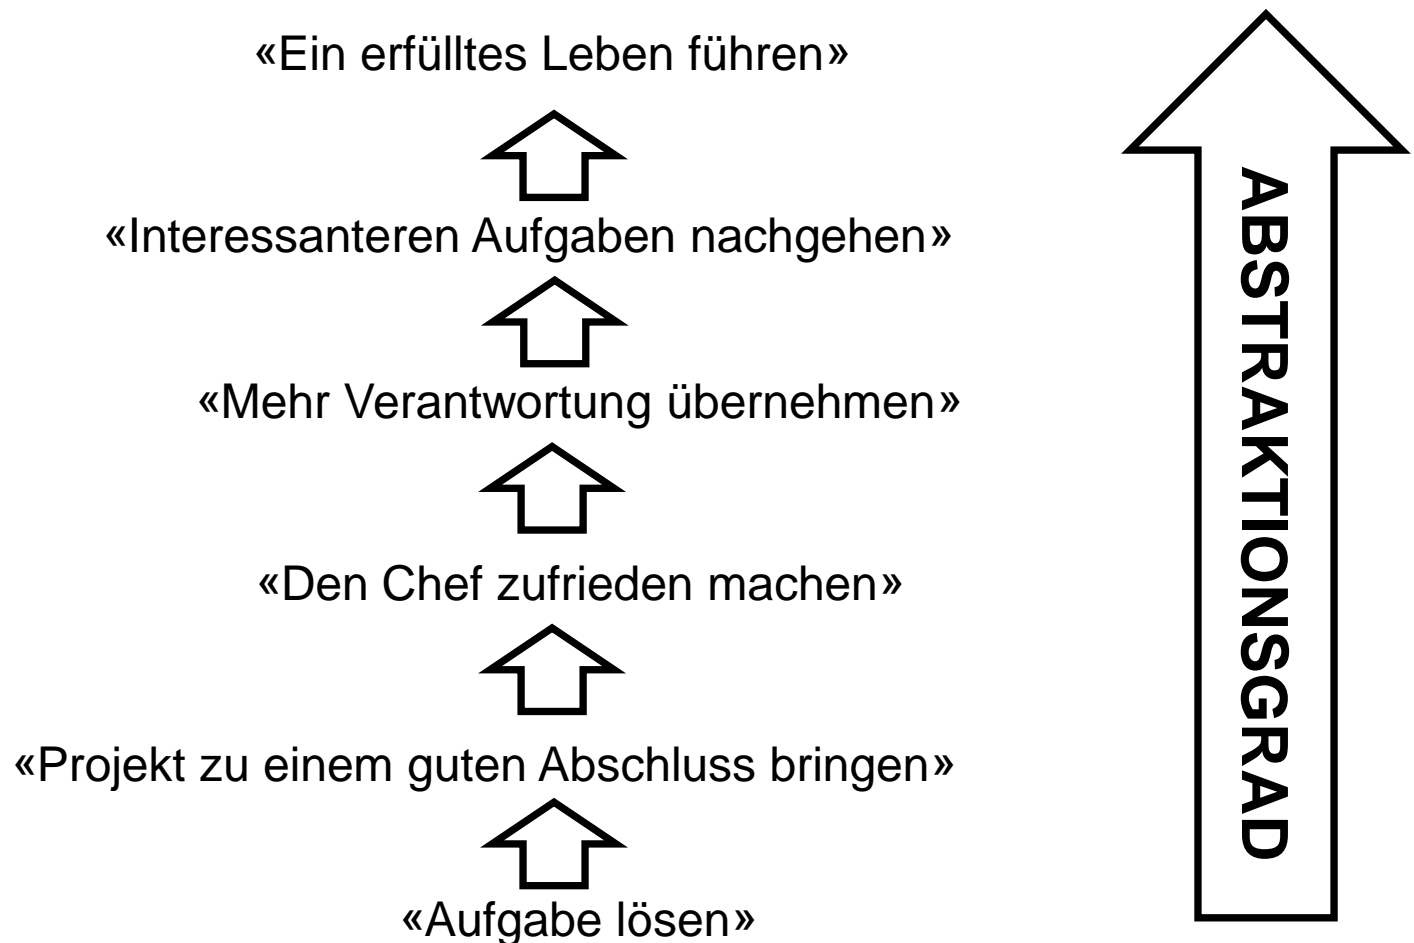 «Ein erfülltes Leben führen»
«Interessanteren Aufgaben nachgehen»
«Mehr Verantwortung übernehmen»
«Den Chef zufrieden machen»
«Projekt zu einem guten Abschluss bringen»
«Aufgabe lösen»
ABSTRAKTIONSGRAD